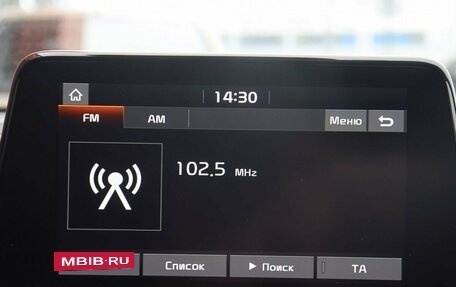 14:30
FM AM Меню
102.5 MHz
MBIB.RU
Список ▶ Поиск TA